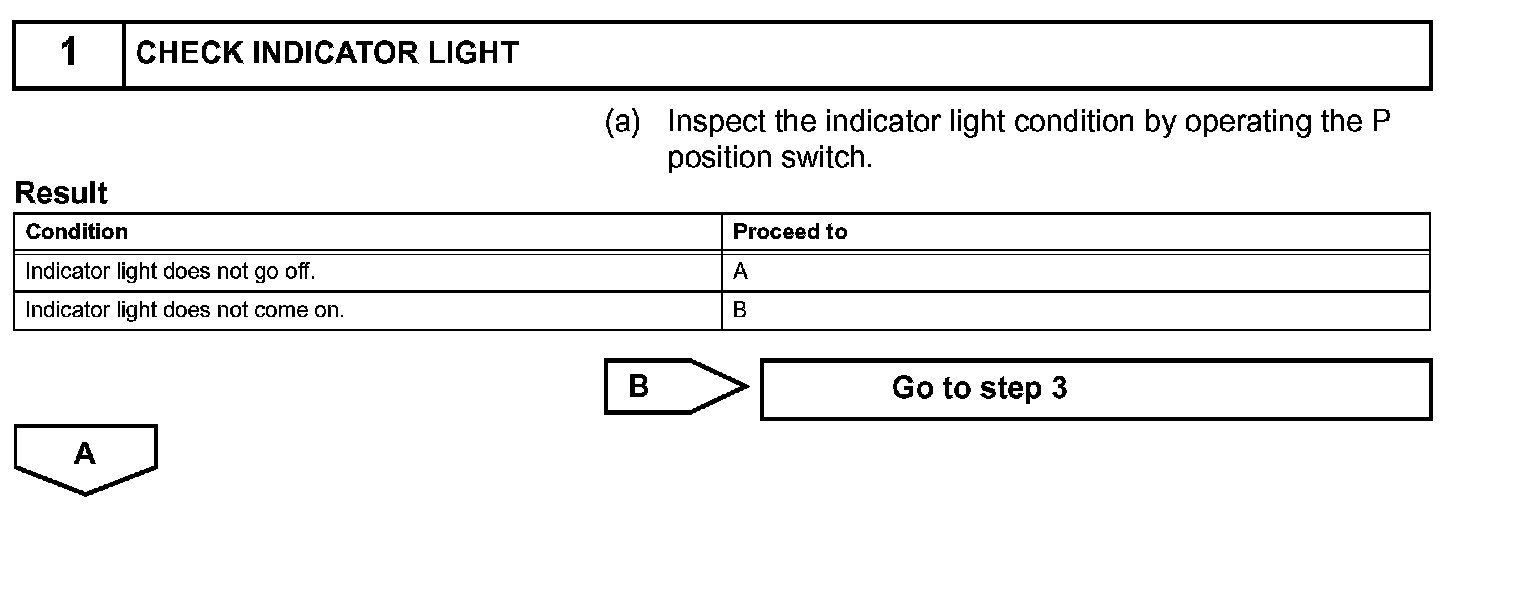 1 CHECK INDICATOR LIGHT
(a) Inspect the indicator light condition by operating the P
position switch.
Result
Condition Proceed to
Indicator light does not go off. A
Indicator light does not come on. B
B Go to step 3
A